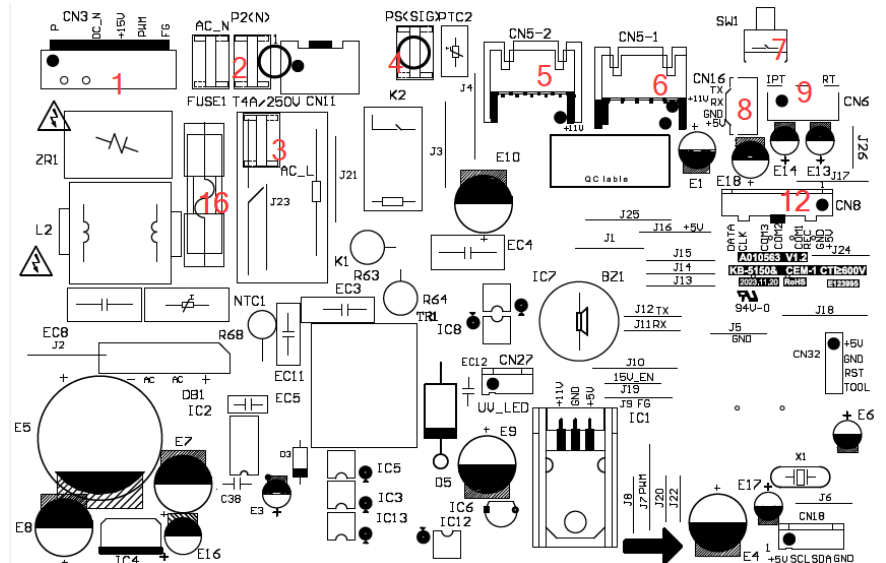 CN3
P
DC_N
+15V
PWM
FG
1
AC_N
P2(N)
2
1
FUSE1 T4A/250V
CN11
PS(SIG)
PTC2
4
K2
J4
CN5-2
5
+11V
CN5-1
6
+11V
SW1
7
CN16
TX
RX
GND
+5V
8
IPT
RT
9
CN6
ZR1
16
3
AC_L
J21
J23
J3
E10
QC lable
E1
E18
E14
E13
J26
J17
L2
K1
R63
EC4
J25
J16
+5V
J1
J15
J14
J13
12
1
CN8
DATA
CLK
COM3
COM2
COM1
REC
GND
+5V
J24
A010563 V1.2
KB-5150& CEM-1 CTI≥600V
2023,11,20
RoHS
E123995
94V-0
EC3
R64
TR1
IC7
BZ1
IC8
J12 TX
J11RX
J18
J5
GND
NTC1
R68
EC8
J2
EC11
EC12
CN27
UV_LED
J10
15V_EN
J19
J9 FG
CN32
+5V
GND
RST
TOOL
- AC AC +
DB1
IC2
EC5
+11V
GND
+5V
IC1
E5
E7
D3
D5
E9
E6
C38
E3
IC5
IC3
IC13
IC6
IC12
J8
J7 PWM
J20
J22
X1
E17
J6
E8
IC4
E16
E4
CN18
1
+5V SCL SDA GND